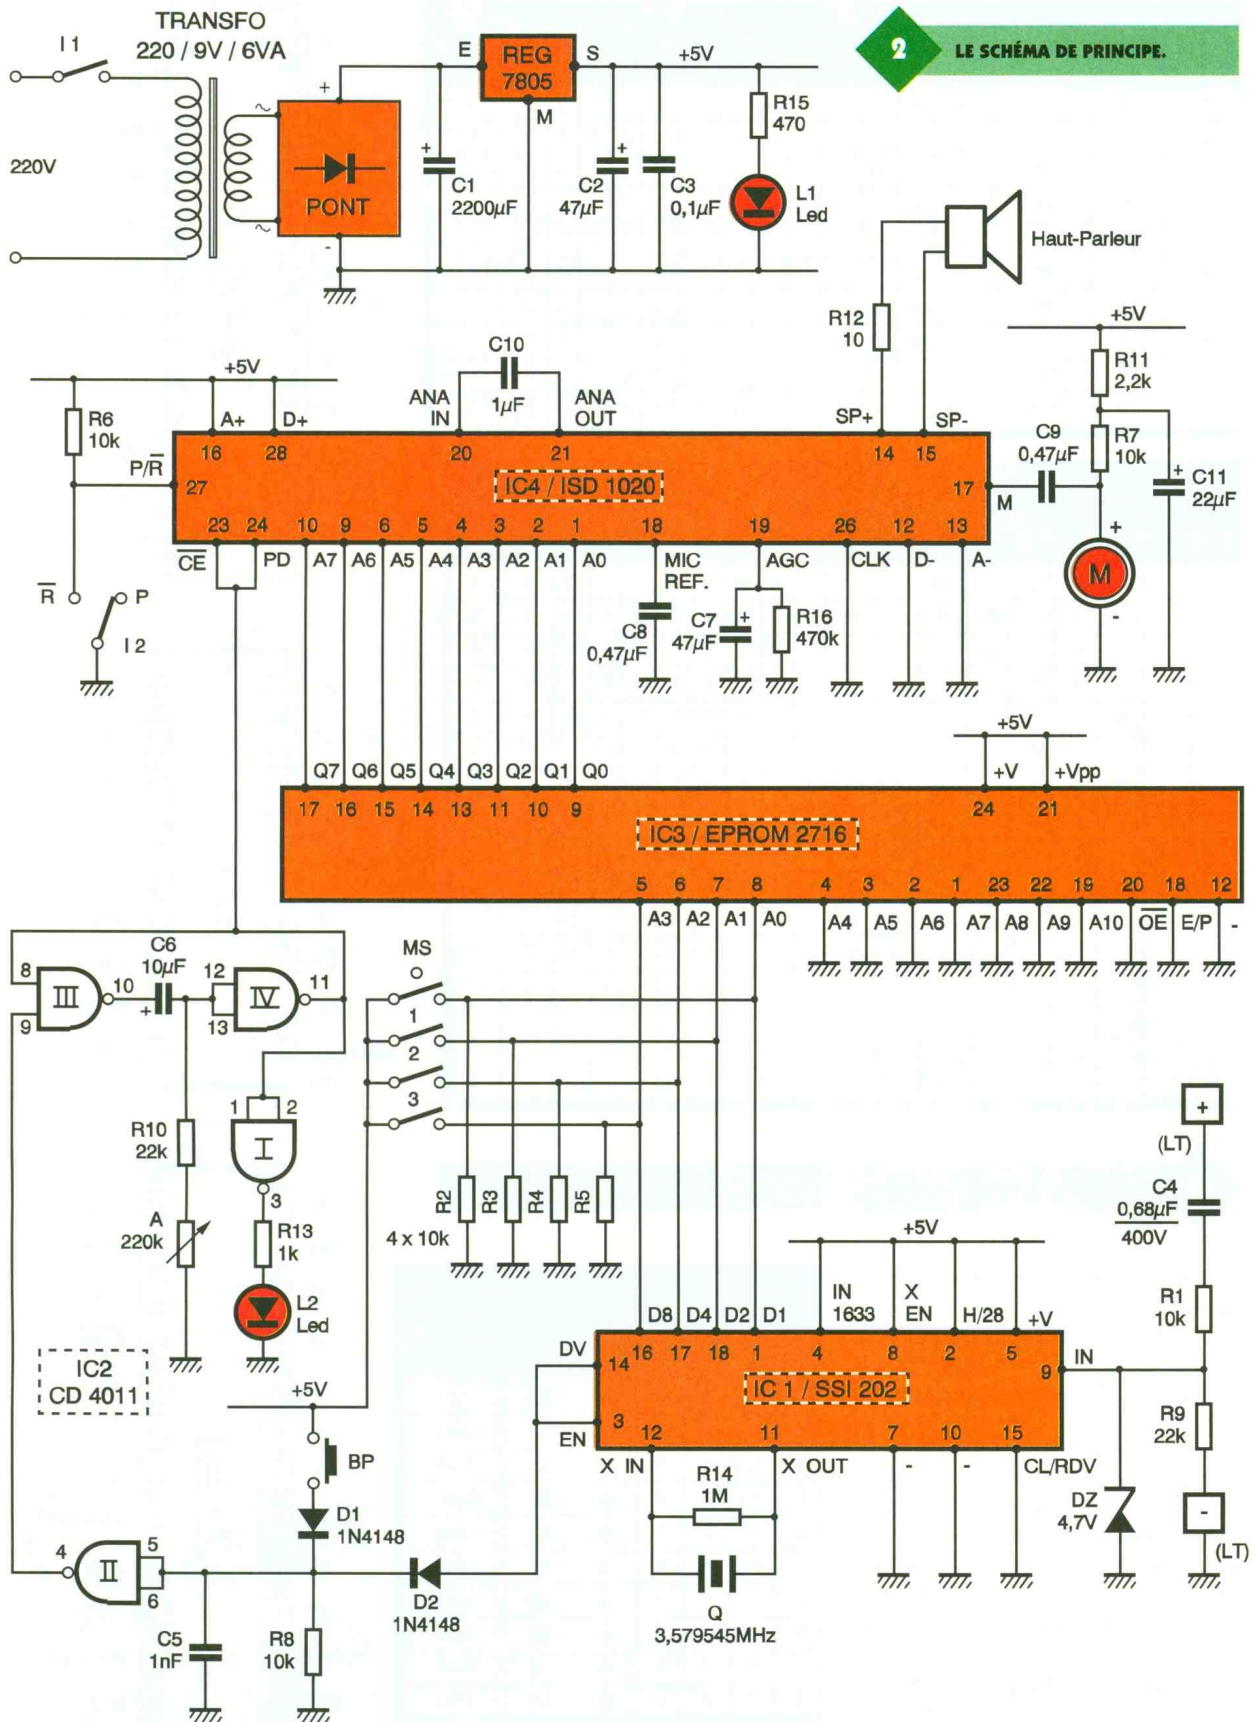 TRANSFO
220 / 9V / 6VA
I 1
220V
PONT
+
-
~
~
E
REG
7805
S
M
+5V
+
C1
2200µF
+
C2
47µF
C3
0,1µF
R15
470
L1
Led
2
LE SCHÉMA DE PRINCIPE.
Haut-Parleur
R12
10
+5V
R11
2,2k
R7
10k
C9
0,47µF
+
C11
22µF
M
+
-
+5V
R6
10k
A+
D+
ANA
IN
C10
1µF
ANA
OUT
SP+
SP-
P/R̅
27
16
28
20
21
14
15
17
M
IC4 / ISD 1020
23
24
10
9
6
5
4
3
2
1
18
19
26
12
13
C̅E̅
PD
A7
A6
A5
A4
A3
A2
A1
A0
MIC
REF.
AGC
CLK
D-
A-
R̅
P
I 2
C8
0,47µF
C7
47µF
+
R16
470k
+5V
+V
+Vpp
Q7
Q6
Q5
Q4
Q3
Q2
Q1
Q0
17
16
15
14
13
11
10
9
24
21
IC3 / EPROM 2716
5
6
7
8
4
3
2
1
23
22
19
20
18
12
A3
A2
A1
A0
A4
A5
A6
A7
A8
A9
A10
O̅E̅
E/P
-
8
9
III
10
C6
10µF
+
12
13
IV
11
MS
1
2
3
R10
22k
A
220k
1
2
I
3
R13
1k
L2
Led
R2
R3
R4
R5
4 x 10k
+
(LT)
C4
0,68µF
400V
R1
10k
+5V
IN
1633
X
EN
H/28
+V
D8
D4
D2
D1
DV
14
16
17
18
1
4
8
2
5
9
IN
IC 1 / SSI 202
EN
3
12
11
7
10
15
X IN
X OUT
-
-
CL/RDV
R14
1M
Q
3,579545MHz
DZ
4,7V
R9
22k
-
(LT)
IC2
CD 4011
+5V
BP
D1
1N4148
4
II
5
6
D2
1N4148
C5
1nF
R8
10k